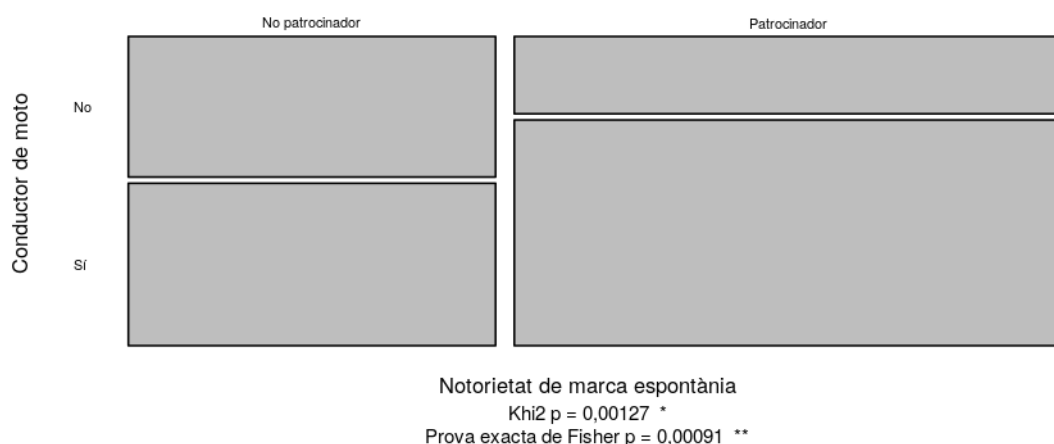 No patrocinador
Patrocinador
Conductor de moto
No
Sí
Notorietat de marca espontània
Khi2 p = 0,00127 *
Prova exacta de Fisher p = 0,00091 **